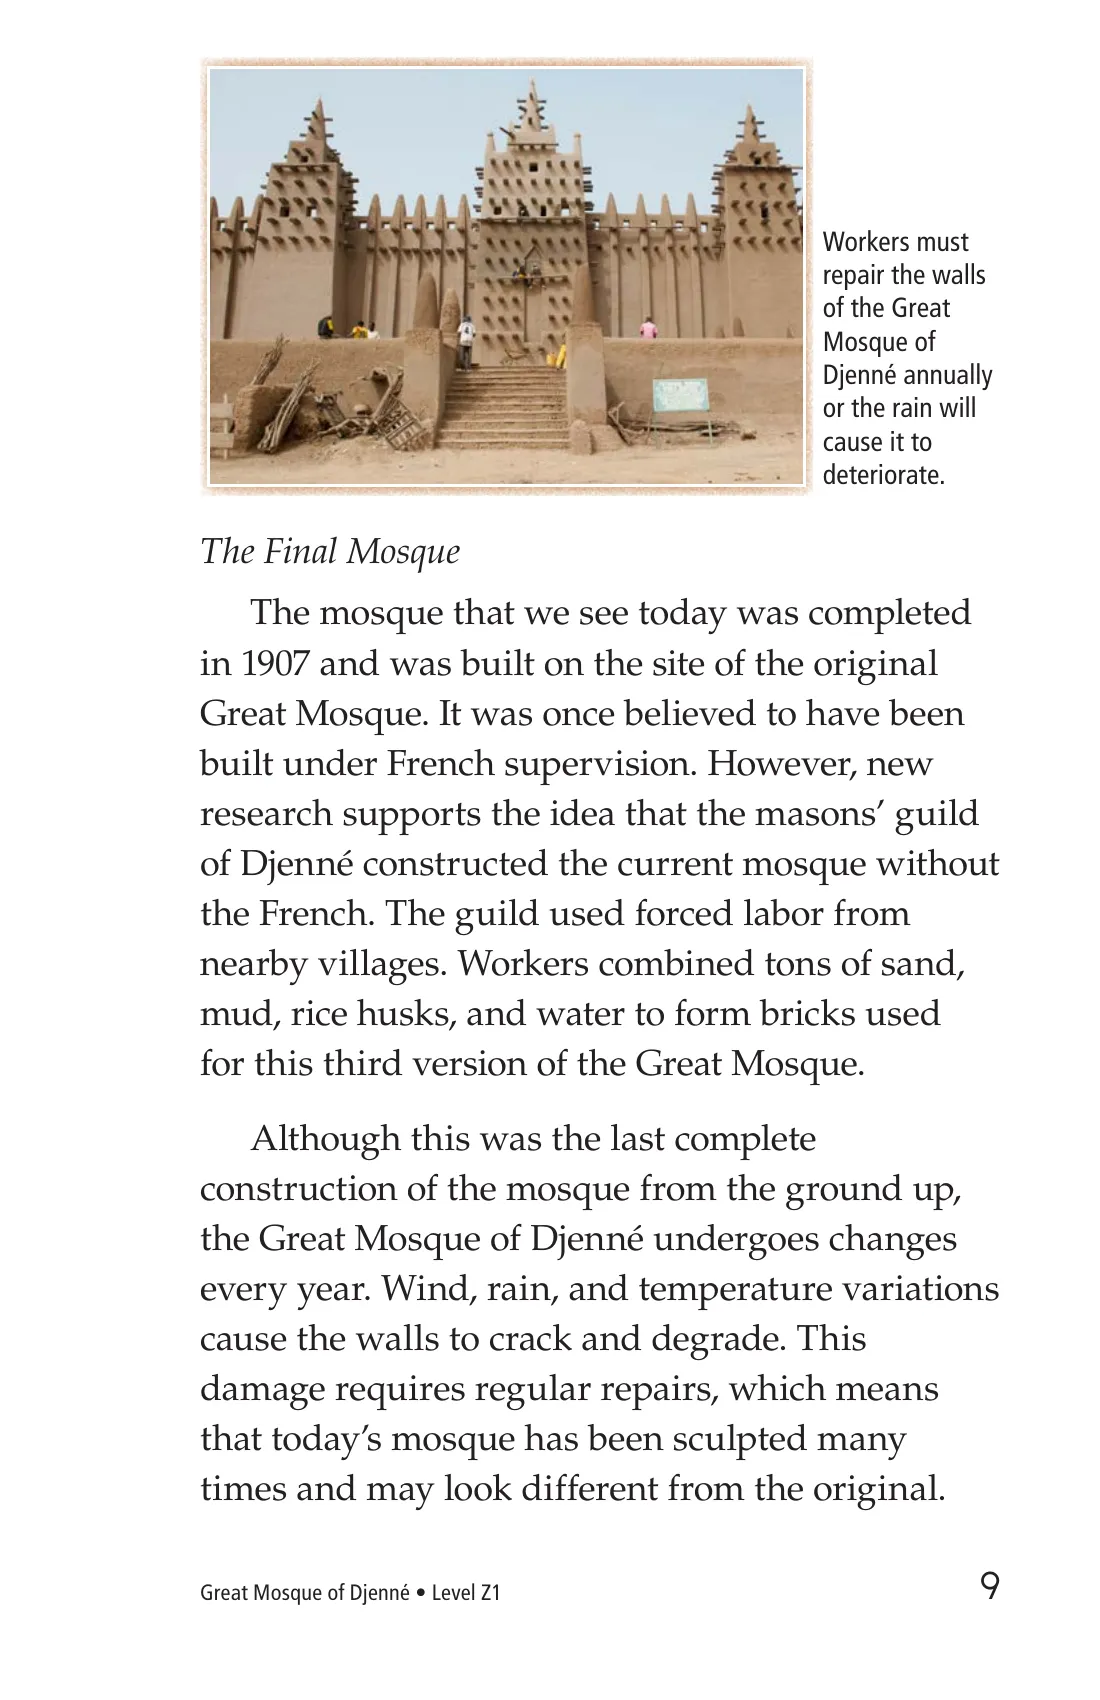 Workers must
repair the walls
of the Great
Mosque of
Djenné annually
or the rain will
cause it to
deteriorate.
The Final Mosque
The mosque that we see today was completed
in 1907 and was built on the site of the original
Great Mosque. It was once believed to have been
built under French supervision. However, new
research supports the idea that the masons’ guild
of Djenné constructed the current mosque without
the French. The guild used forced labor from
nearby villages. Workers combined tons of sand,
mud, rice husks, and water to form bricks used
for this third version of the Great Mosque.
Although this was the last complete
construction of the mosque from the ground up,
the Great Mosque of Djenné undergoes changes
every year. Wind, rain, and temperature variations
cause the walls to crack and degrade. This
damage requires regular repairs, which means
that today’s mosque has been sculpted many
times and may look different from the original.
Great Mosque of Djenné • Level Z1
9